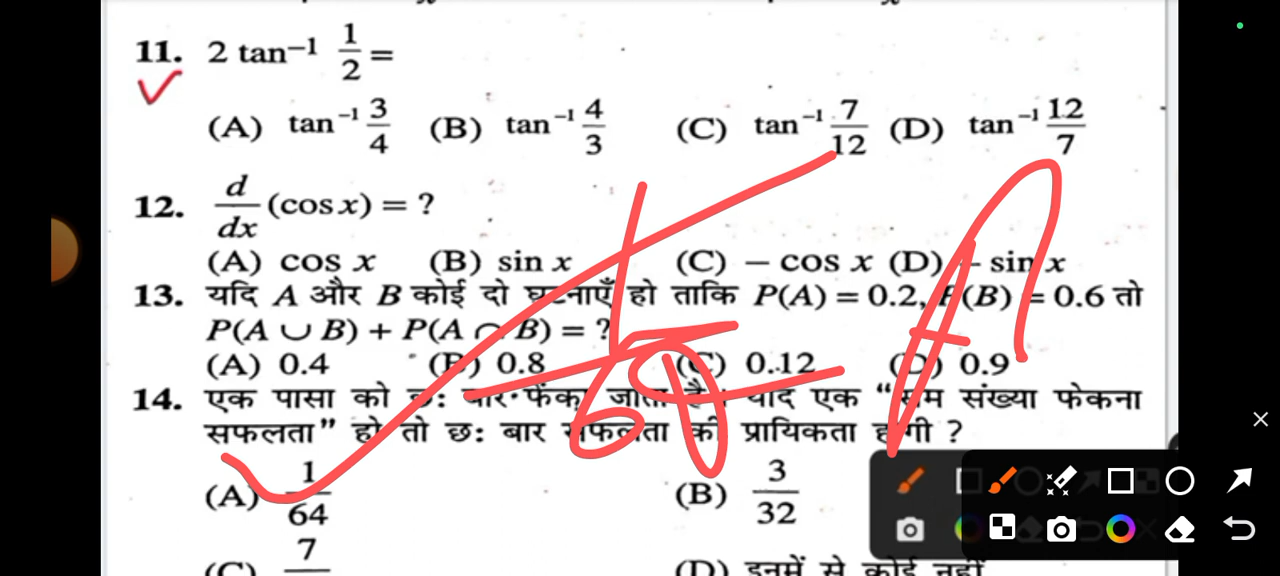 11. 2 tan⁻¹ 1/2 =
(A) tan⁻¹ 3/4 (B) tan⁻¹ 4/3 (C) tan⁻¹ 7/12 (D) tan⁻¹ 12/7
12. d/dx (cos x) = ?
(A) cos x (B) sin x (C) – cos x (D) – sin x
13. यदि A और B कोई दो घटनाएँ हो ताकि P(A) = 0.2, P(B) = 0.6 तो
P(A ∪ B) + P(A ∩ B) = ?
(A) 0.4 (B) 0.8 (C) 0.12 (D) 0.9
14. एक पासा को छ: बार फेंका जाता है। यदि एक “सम संख्या फेकना
सफलता” हो तो छ: बार सफलता की प्रायिकता होगी ?
(A) 1/64 (B) 3/32
7
(D) इनमें से कोई नहीं